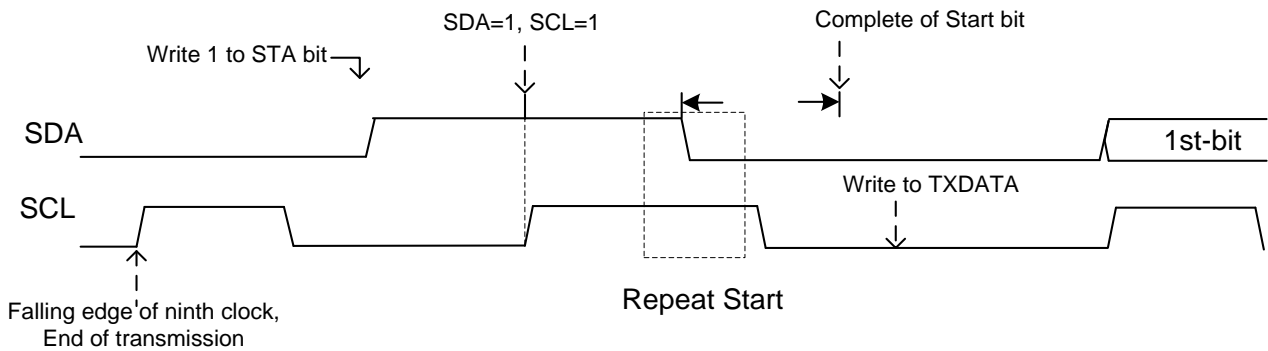 SDA=1, SCL=1
Complete of Start bit
Write 1 to STA bit
SDA
1st-bit
Write to TXDATA
SCL
Repeat Start
Falling edge of ninth clock,
End of transmission